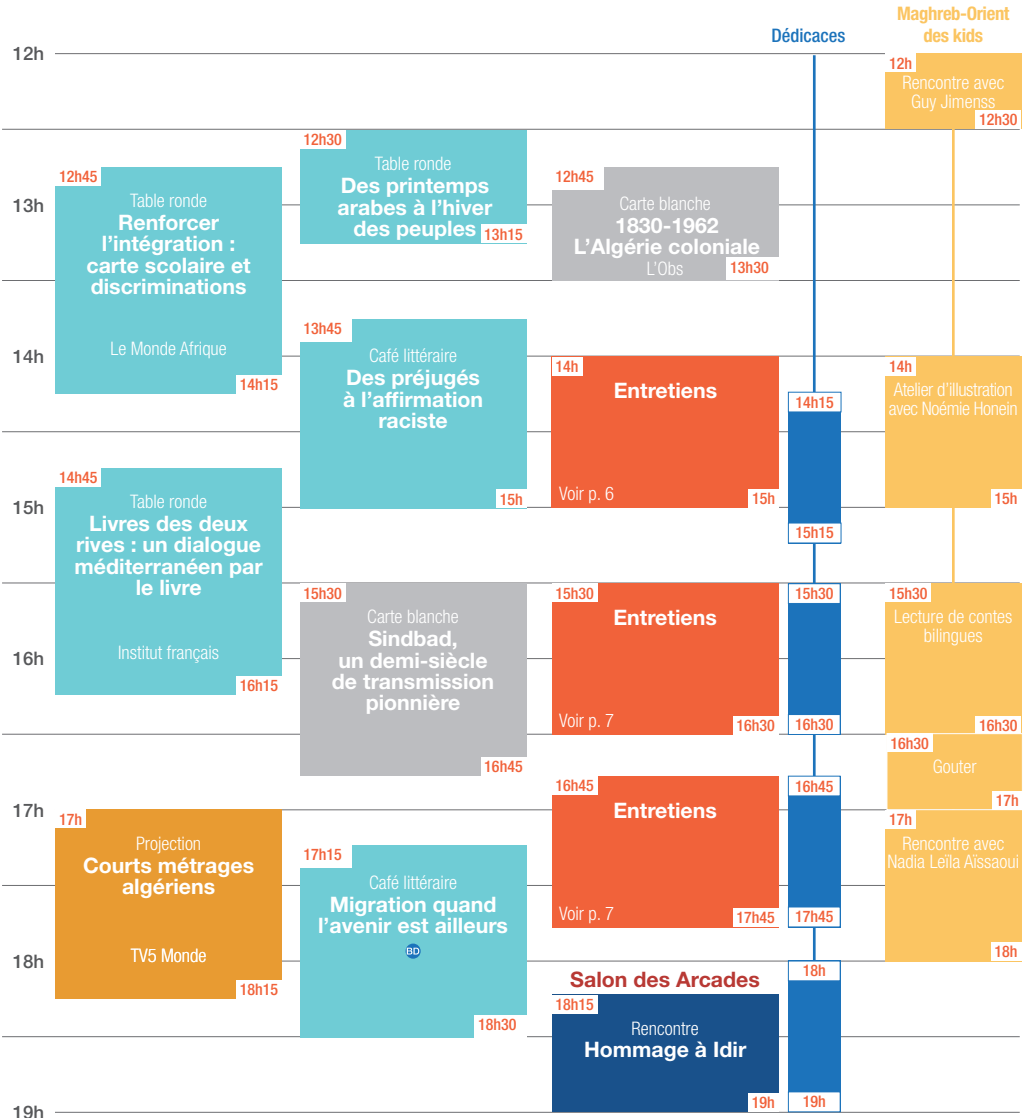 Maghreb-Orient
des kids
Dédicaces
12h
12h
Rencontre avec
Guy Jimenss
12h30
12h30
Table ronde
Des printemps
arabes à l'hiver
des peuples
13h15
12h45
Table ronde
Renforcer
l'intégration :
carte scolaire et
discriminations
Le Monde Afrique
14h15
12h45
Carte blanche
1830-1962
L'Algérie coloniale
L'Obs
13h30
13h
13h45
Café littéraire
Des préjugés
à l'affirmation
raciste
15h
14h
14h
Entretiens
Voir p. 6
15h
14h15
15h15
14h
Atelier d'illustration
avec Noémie Honein
15h
14h45
Table ronde
Livres des deux
rives : un dialogue
méditerranéen par
le livre
Institut français
16h15
15h
15h30
Carte blanche
Sindbad,
un demi-siècle
de transmission
pionnière
16h45
15h30
Entretiens
Voir p. 7
16h30
15h30
16h30
15h30
Lecture de contes
bilingues
16h30
16h
16h30
Gouter
17h
16h45
Entretiens
Voir p. 7
17h45
16h45
17h45
17h
17h
Projection
Courts métrages
algériens
TV5 Monde
18h15
17h15
Café littéraire
Migration quand
l'avenir est ailleurs
BD
18h30
17h
Rencontre avec
Nadia Leïla Aïssaoui
18h
18h
Salon des Arcades
18h15
Rencontre
Hommage à Idir
19h
18h
19h
19h